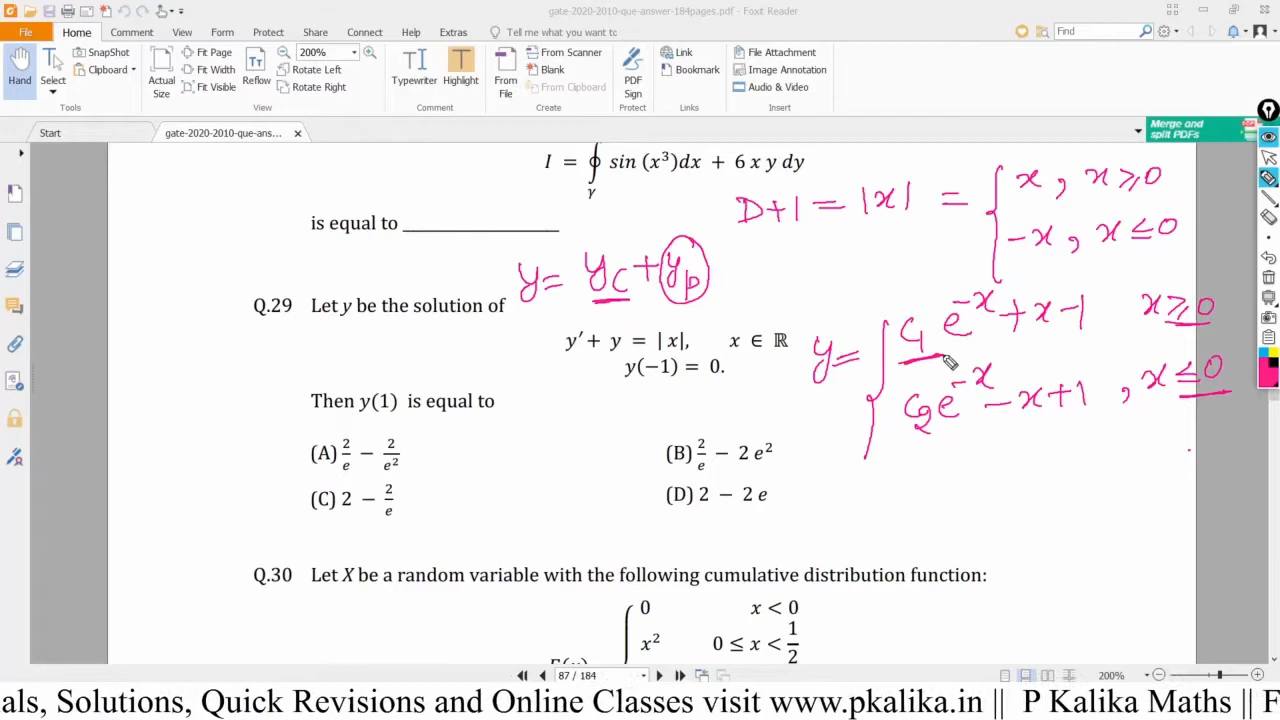 gate-2020-2010-que-answer-184pages.pdf - Foxit Reader
File Home Comment View Form Protect Share Connect Help Extras Tell me what you want to Find
Hand Select SnapShot Clipboard Actual Size Fit Page Fit Width Fit Visible Reflow 200% Rotate Left Rotate Right Typewriter Highlight From File From Scanner Blank From Clipboard PDF Sign Link Bookmark File Attachment Image Annotation Audio & Video
Tools View Comment Create Protect Links Insert
Start gate-2020-2010-que-ans... Merge and split PDFs
I = ∮γ sin (x³)dx + 6 x y dy
D+1 = |x| = { x , x ≥ 0
-x , x ≤ 0
is equal to ________________
y = yc + yp
Q.29 Let y be the solution of
y′ + y = | x |, x ∈ ℝ
y(−1) = 0.
y = { c₁ e^-x + x - 1 x ≥ 0
c₂ e^-x - x + 1 , x ≤ 0
Then y(1) is equal to
(A) 2/e − 2/e² (B) 2/e − 2 e²
(C) 2 − 2/e (D) 2 − 2 e
Q.30 Let X be a random variable with the following cumulative distribution function:
0 x < 0
x² 0 ≤ x < 1/2
87 / 184 200%
als, Solutions, Quick Revisions and Online Classes visit www.pkalika.in || P Kalika Maths || F